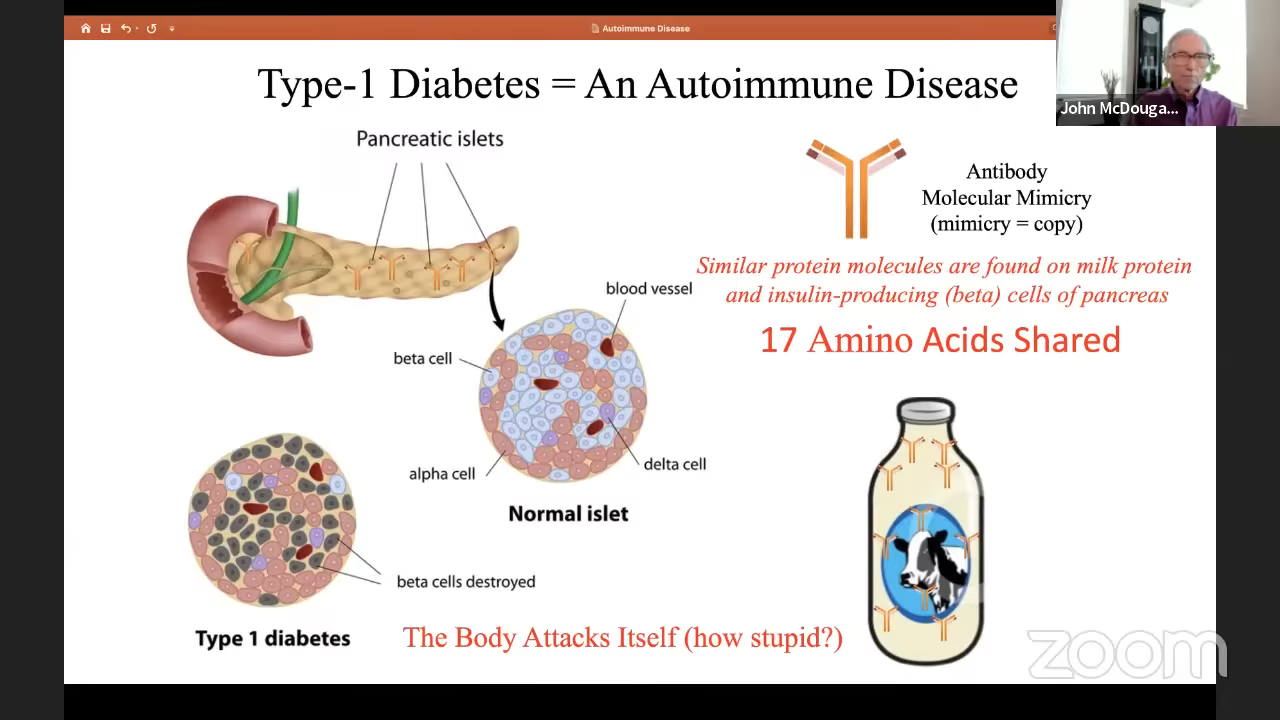 Autoimmune Disease
John McDouga...
Type-1 Diabetes = An Autoimmune Disease
Pancreatic islets
Antibody
Molecular Mimicry
(mimicry = copy)
Similar protein molecules are found on milk protein
and insulin-producing (beta) cells of pancreas
17 Amino Acids Shared
blood vessel
beta cell
alpha cell
delta cell
Normal islet
beta cells destroyed
Type 1 diabetes
The Body Attacks Itself (how stupid?)
zoom